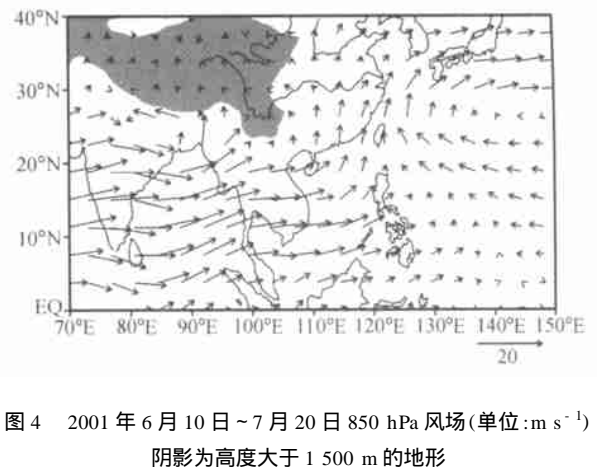 40°N
30°N
20°N
10°N
EQ
70°E 80°E 90°E 100°E 110°E 120°E 130°E 140°E 150°E
20
图 4 2001 年 6 月 10 日 ~ 7 月 20 日 850 hPa 风场 (单位 :m s⁻¹)
阴影为高度大于 1 500 m 的地形